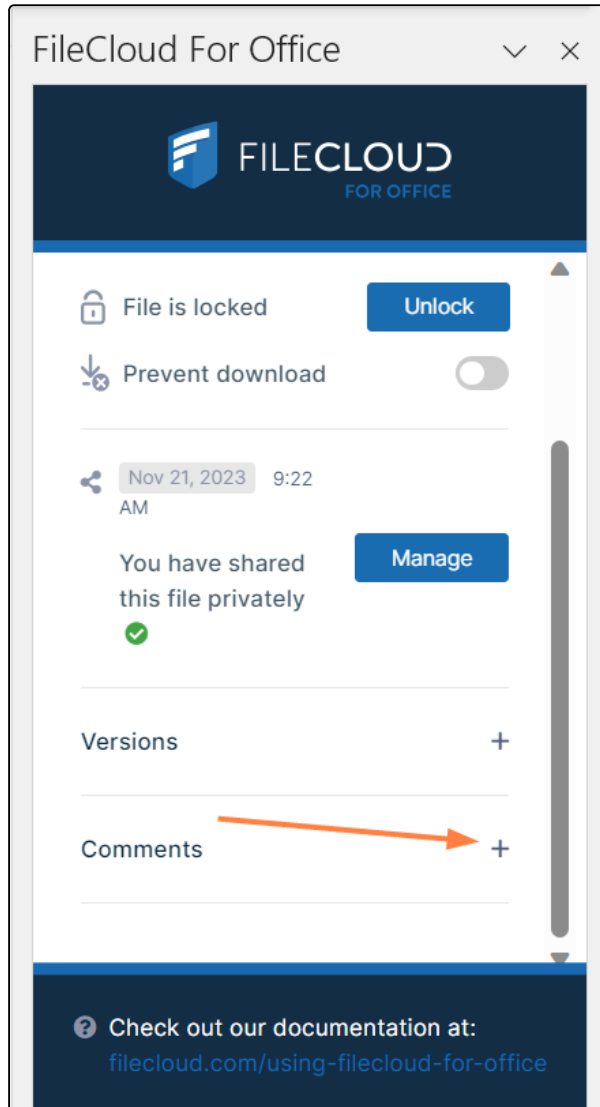 FileCloud For Office
FILECLOUD
FOR OFFICE
File is locked
Unlock
Prevent download
Nov 21, 2023 9:22
AM
You have shared
this file privately
Manage
Versions +
Comments +
Check out our documentation at:
filecloud.com/using-filecloud-for-office